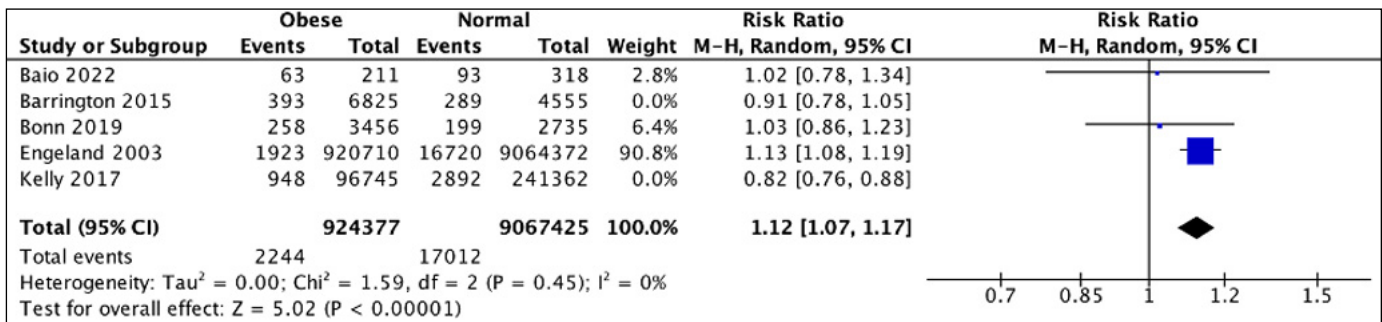 Obese Normal Risk Ratio Risk Ratio
Study or Subgroup Events Total Events Total Weight M-H, Random, 95% CI M-H, Random, 95% CI
Baio 2022 63 211 93 318 2.8% 1.02 [0.78, 1.34]
Barrington 2015 393 6825 289 4555 0.0% 0.91 [0.78, 1.05]
Bonn 2019 258 3456 199 2735 6.4% 1.03 [0.86, 1.23]
Engeland 2003 1923 920710 16720 9064372 90.8% 1.13 [1.08, 1.19]
Kelly 2017 948 96745 2892 241362 0.0% 0.82 [0.76, 0.88]
Total (95% CI) 924377 9067425 100.0% 1.12 [1.07, 1.17]
Total events 2244 17012
Heterogeneity: Tau² = 0.00; Chi² = 1.59, df = 2 (P = 0.45); I² = 0%
Test for overall effect: Z = 5.02 (P < 0.00001)
0.7 0.85 1 1.2 1.5